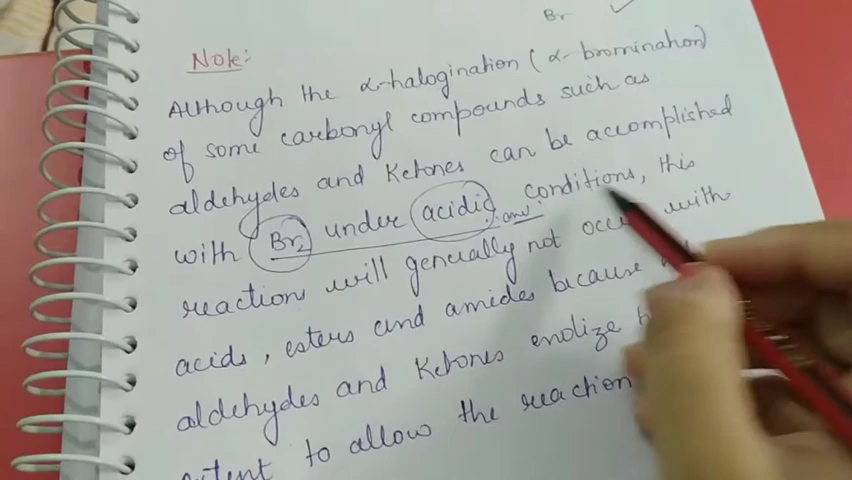 Br
Note:
Although the α-halogination (α-bromination)
of some carbonyl compounds such as
aldehydes and Ketones can be accomplished
with Br2 under acidic conditions, this
reaction will generally not with
acids, esters and amides because
aldehydes and Ketones enolize
extent to allow the reaction